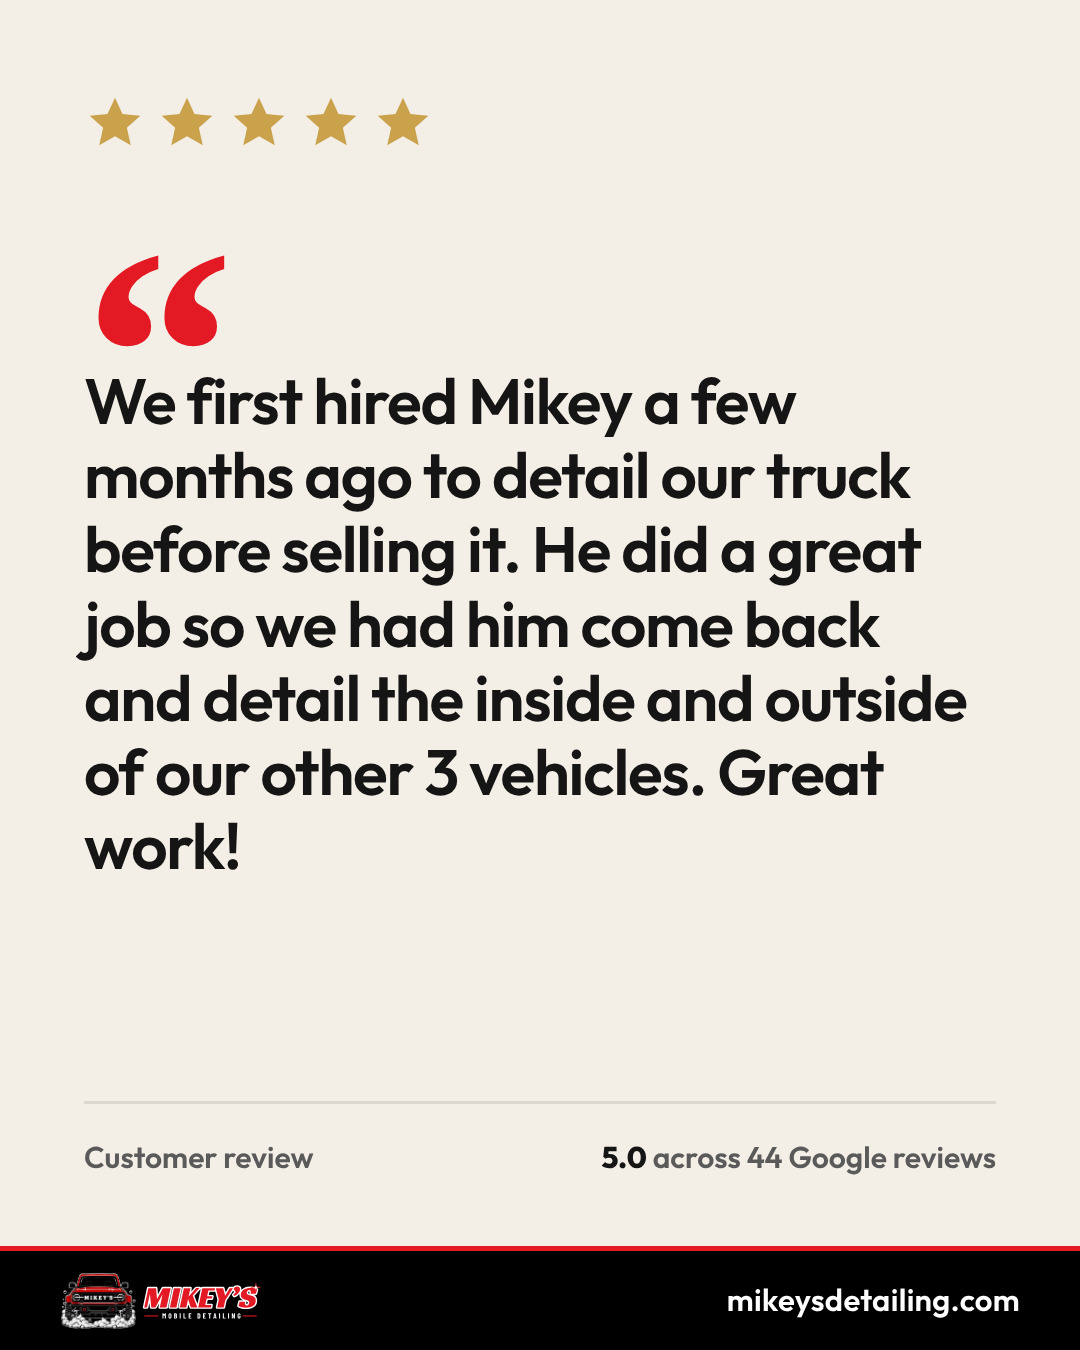 “
We first hired Mikey a few
months ago to detail our truck
before selling it. He did a great
job so we had him come back
and detail the inside and outside
of our other 3 vehicles. Great
work!
Customer review
5.0 across 44 Google reviews
MIKEY'S
MIKEY'S
MOBILE DETAILING
mikeysdetailing.com